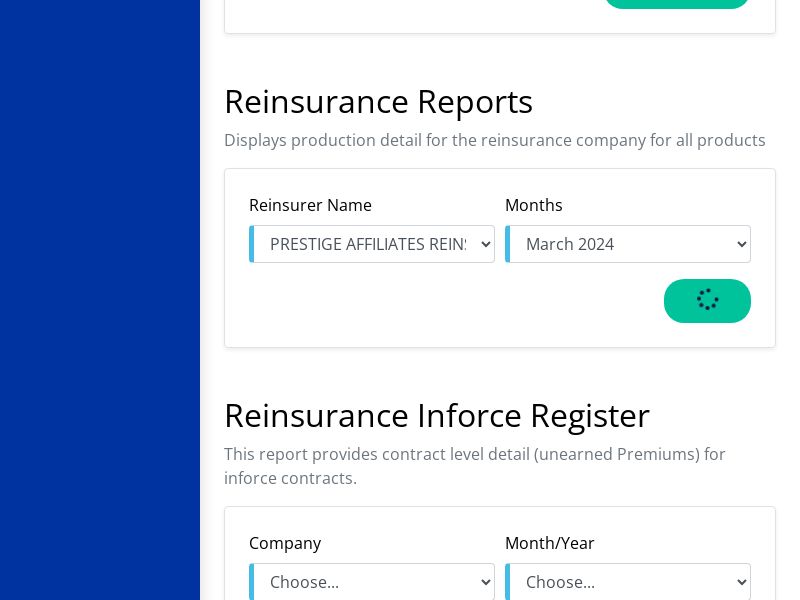 Reinsurance Reports
Displays production detail for the reinsurance company for all products
Reinsurer Name
Months
PRESTIGE AFFILIATES
March 2024
Reinsurance Inforce Register
This report provides contract level detail (unearned Premiums) for
inforce contracts.
Company
Month/Year
Choose...
Choose...